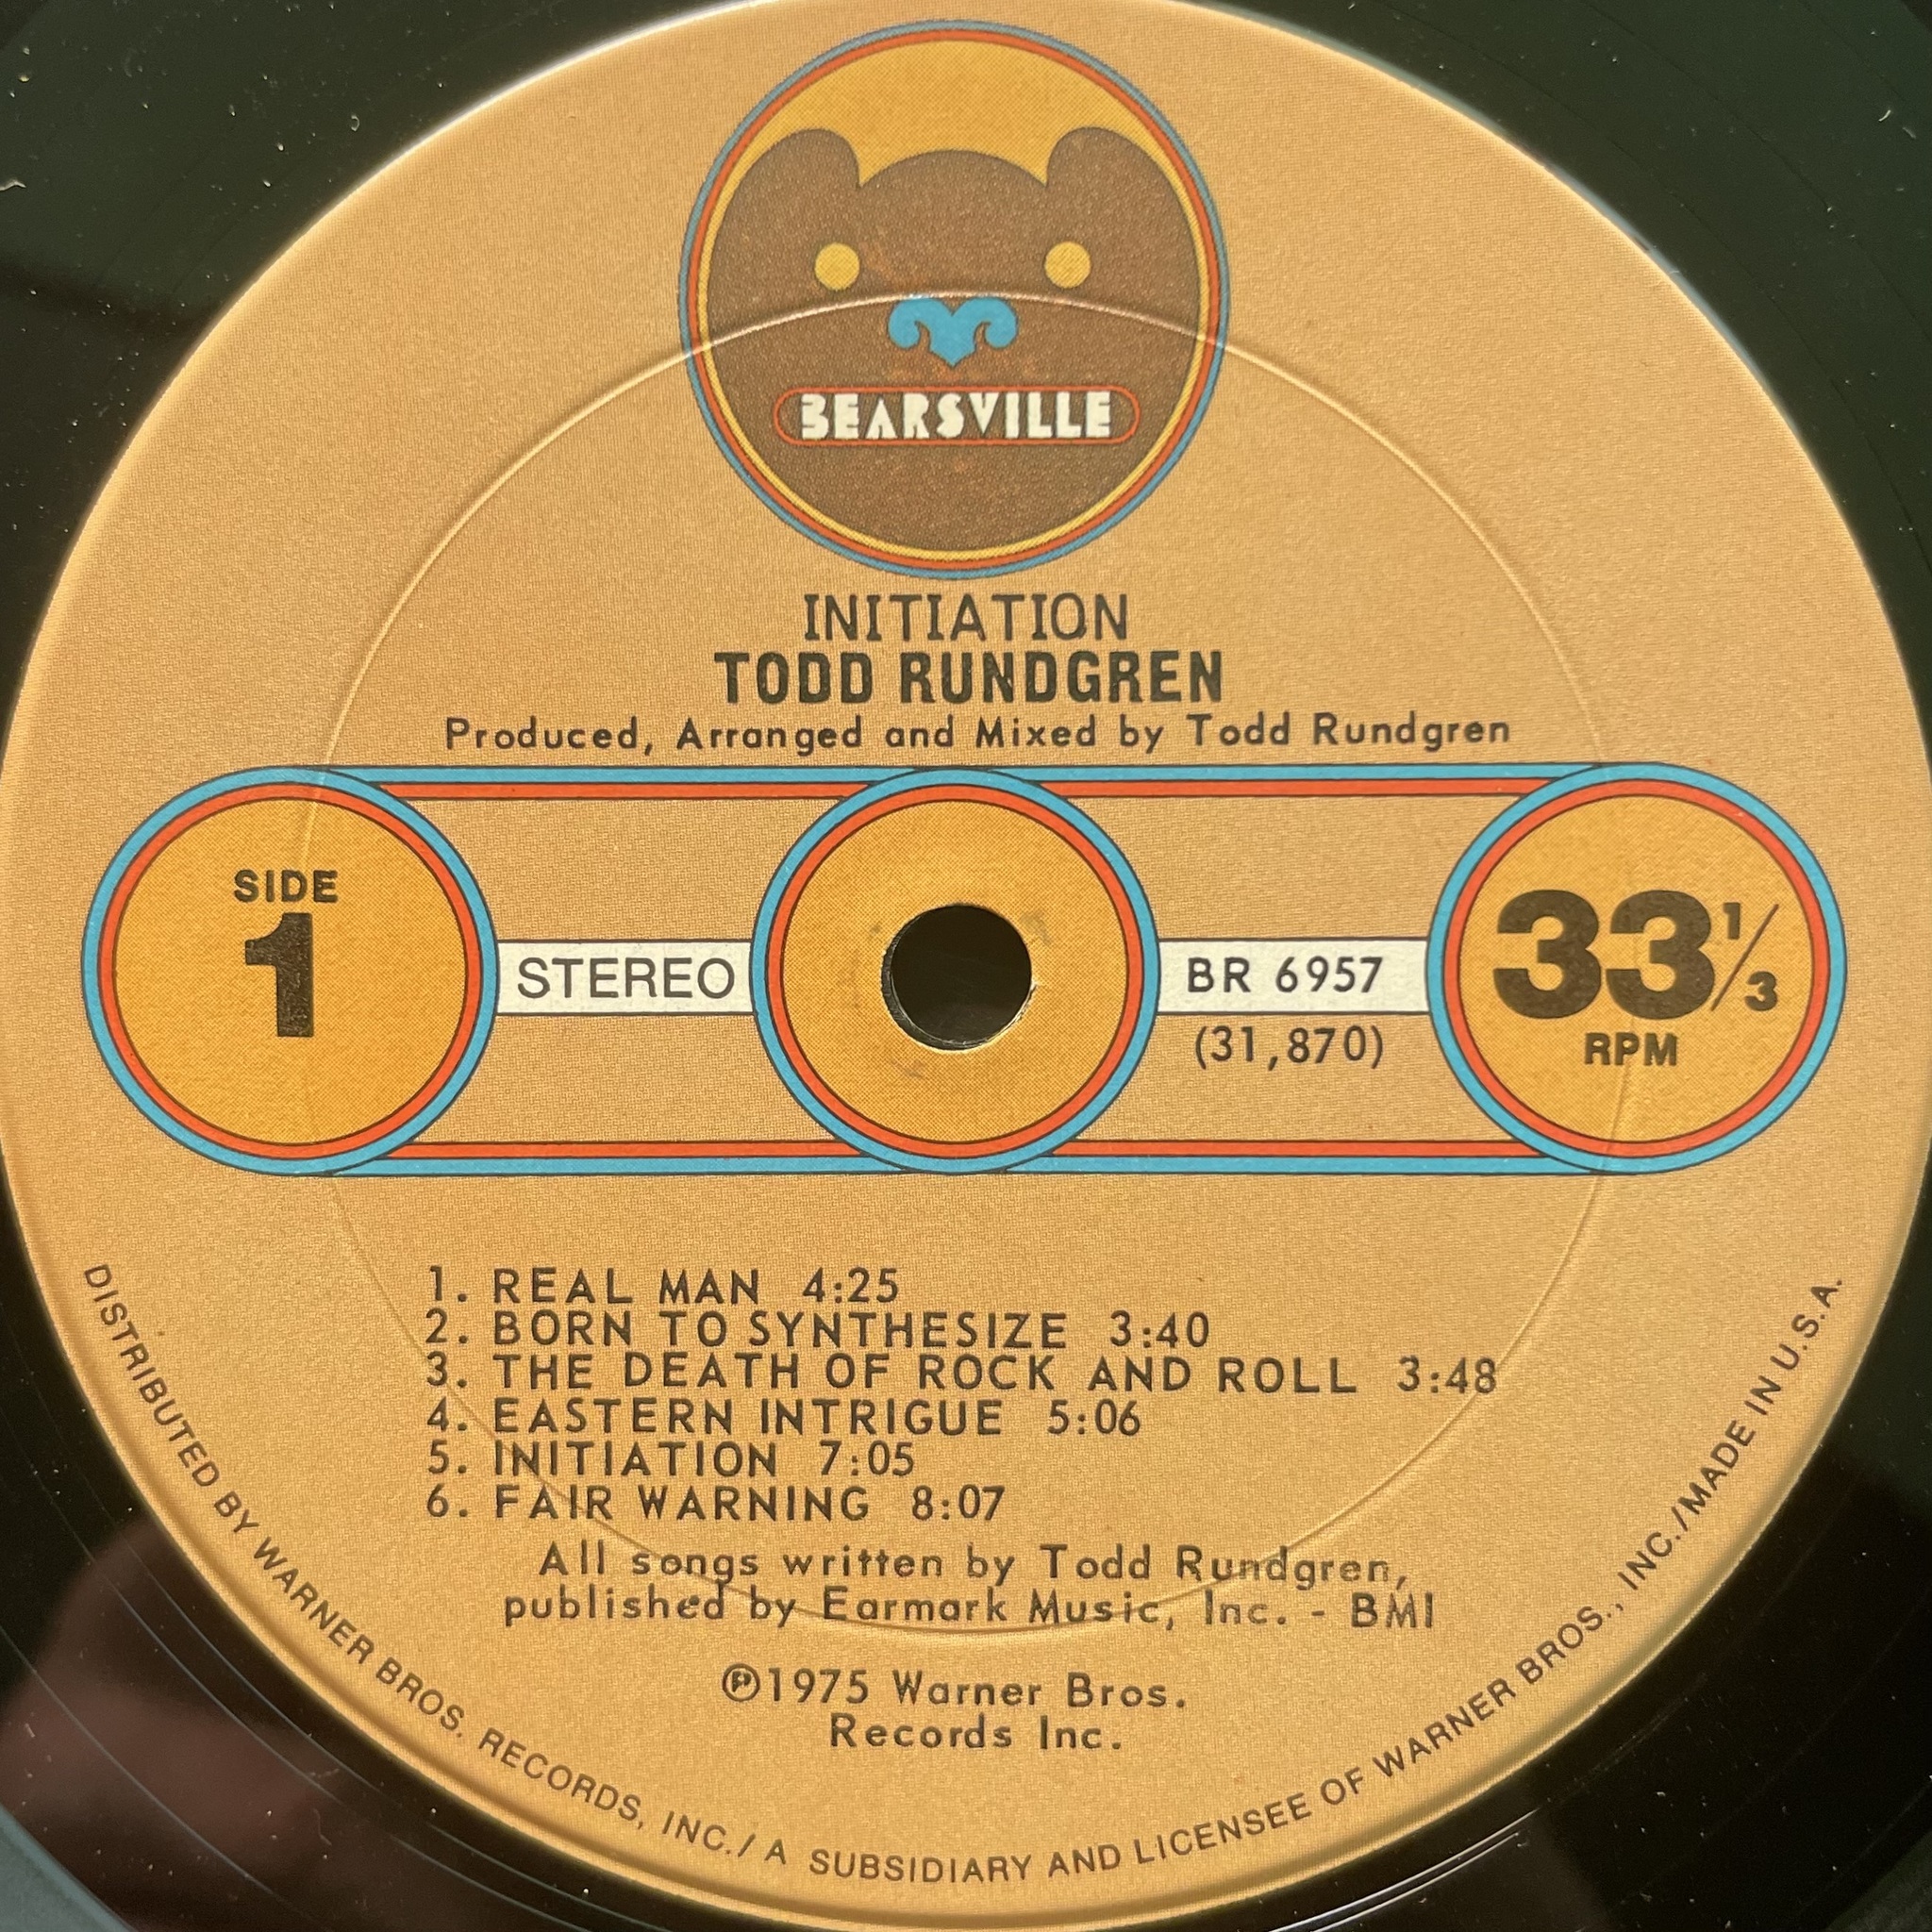 BEARSVILLE
INITIATION
TODD RUNDGREN
Produced, Arranged and Mixed by Todd Rundgren
SIDE
1
STEREO
BR 6957
(31,870)
33 1/3
RPM
1. REAL MAN 4:25
2. BORN TO SYNTHESIZE 3:40
3. THE DEATH OF ROCK AND ROLL 3:48
4. EASTERN INTRIGUE 5:06
5. INITIATION 7:05
6. FAIR WARNING 8:07
All songs written by Todd Rundgren,
published by Earmark Music, Inc. - BMI
℗1975 Warner Bros.
Records Inc.
DISTRIBUTED BY WARNER BROS. RECORDS, INC./ A SUBSIDIARY AND LICENSEE OF WARNER BROS., INC./MADE IN U.S.A.